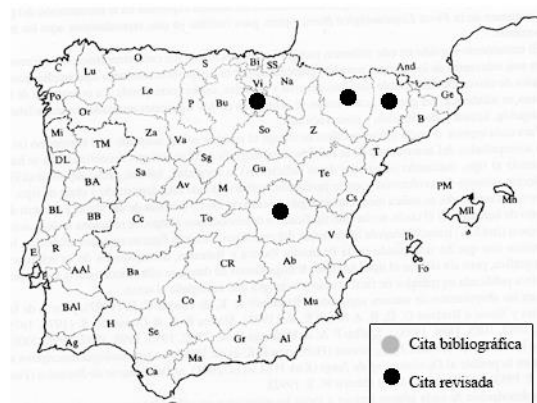 C
Lu
O
S
Bi
SS
Na
And
Po
Or
Le
P
Bu
Vi
Ge
B
Mi
TM
Za
Va
So
Z
T
DL
Sg
Gu
Te
BA
Sa
Av
M
Cs
PM
Mil
Mn
BL
BB
Cc
To
V
Ib
Fo
E
R
AAl
Ba
CR
Ab
A
BAl
Co
J
Mu
Ag
H
Se
Gr
Al
Ca
Ma
Cita bibliográfica
Cita revisada